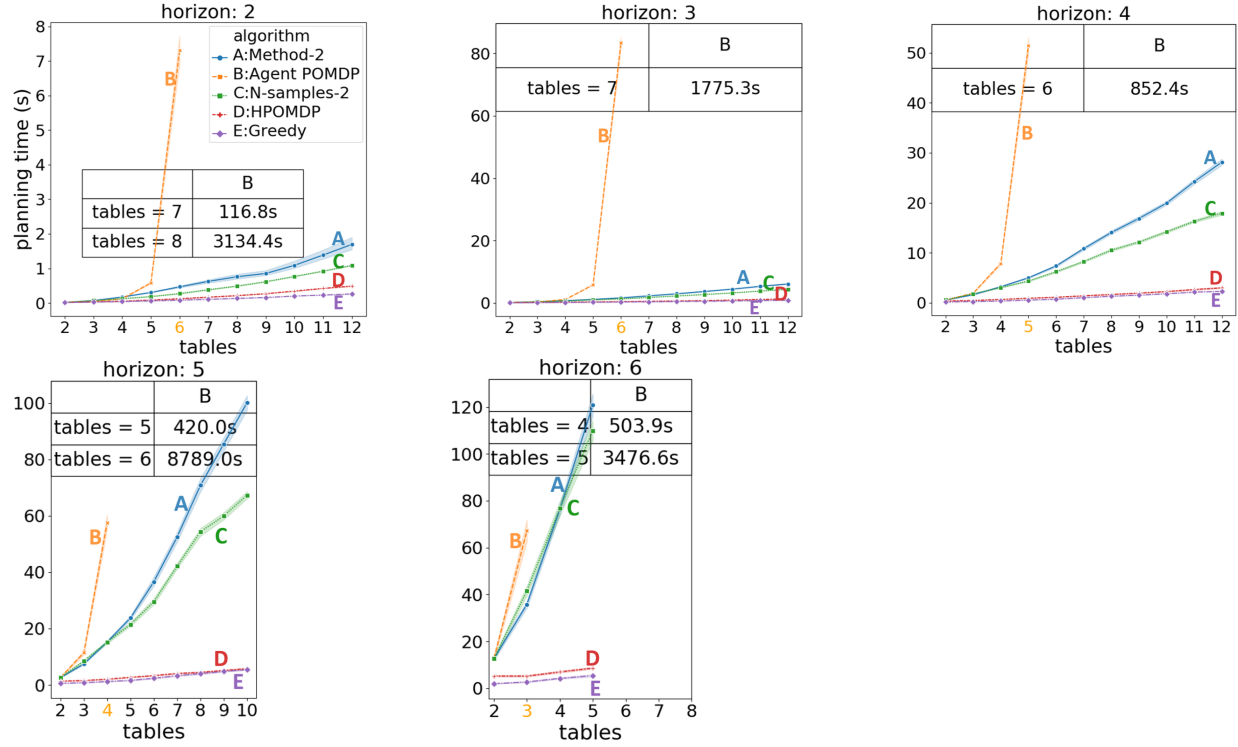 horizon: 2
8
7
6
5
4
3
2
1
0
planning time (s)
algorithm
A:Method-2
B:Agent POMDP
C:N-samples-2
D:HPOMDP
E:Greedy
B
B
tables = 7 116.8s
tables = 8 3134.4s
A
C
D
E
2 3 4 5 6 7 8 9 10 11 12
tables
horizon: 3
80
60
40
20
0
B
tables = 7 1775.3s
B
A
C
D
E
2 3 4 5 6 7 8 9 10 11 12
tables
horizon: 4
50
40
30
20
10
0
B
tables = 6 852.4s
B
A
C
D
E
2 3 4 5 6 7 8 9 10 11 12
tables
horizon: 5
100
80
60
40
20
0
B
tables = 5 420.0s
tables = 6 8789.0s
A
B
C
D
E
2 3 4 5 6 7 8 9 10
tables
horizon: 6
120
100
80
60
40
20
0
B
tables = 4 503.9s
tables = 5 3476.6s
A
C
B
D
E
2 3 4 5 6 7 8
tables